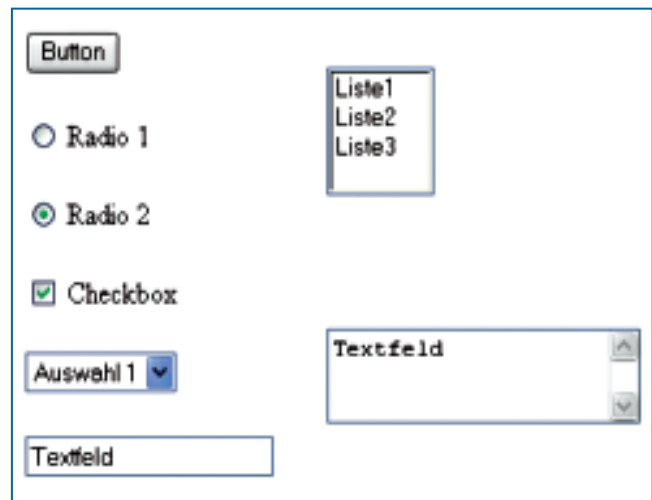 Button
Radio 1
Radio 2
Checkbox
Auswahl 1
Textfeld
Liste1
Liste2
Liste3
Textfeld